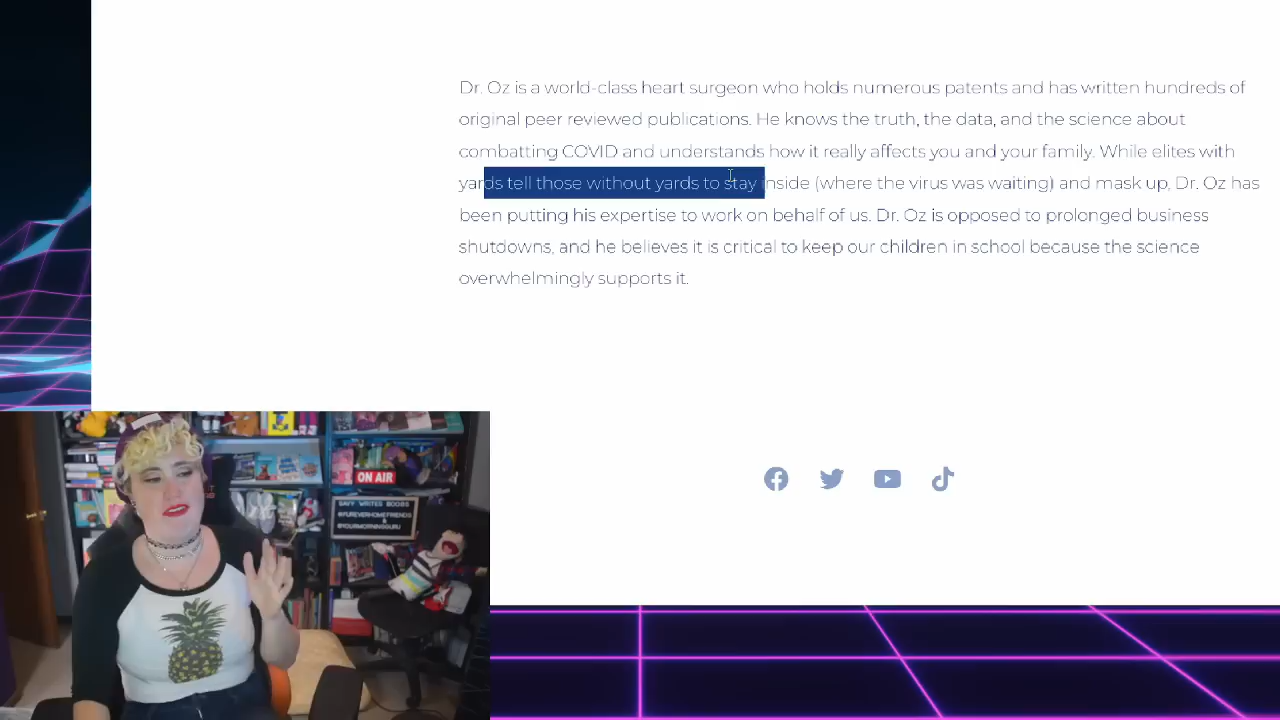 Dr. Oz is a world-class heart surgeon who holds numerous patents and has written hundreds of
original peer reviewed publications. He knows the truth, the data, and the science about
combatting COVID and understands how it really affects you and your family. While elites with
yards tell those without yards to stay inside (where the virus was waiting) and mask up, Dr. Oz has
been putting his expertise to work on behalf of us. Dr. Oz is opposed to prolonged business
shutdowns, and he believes it is critical to keep our children in school because the science
overwhelmingly supports it.
ON AIR
SAVY WRITES BOOBS
@FUREVERHOMEFRIENDS
&
@YOURMORNINGGURU